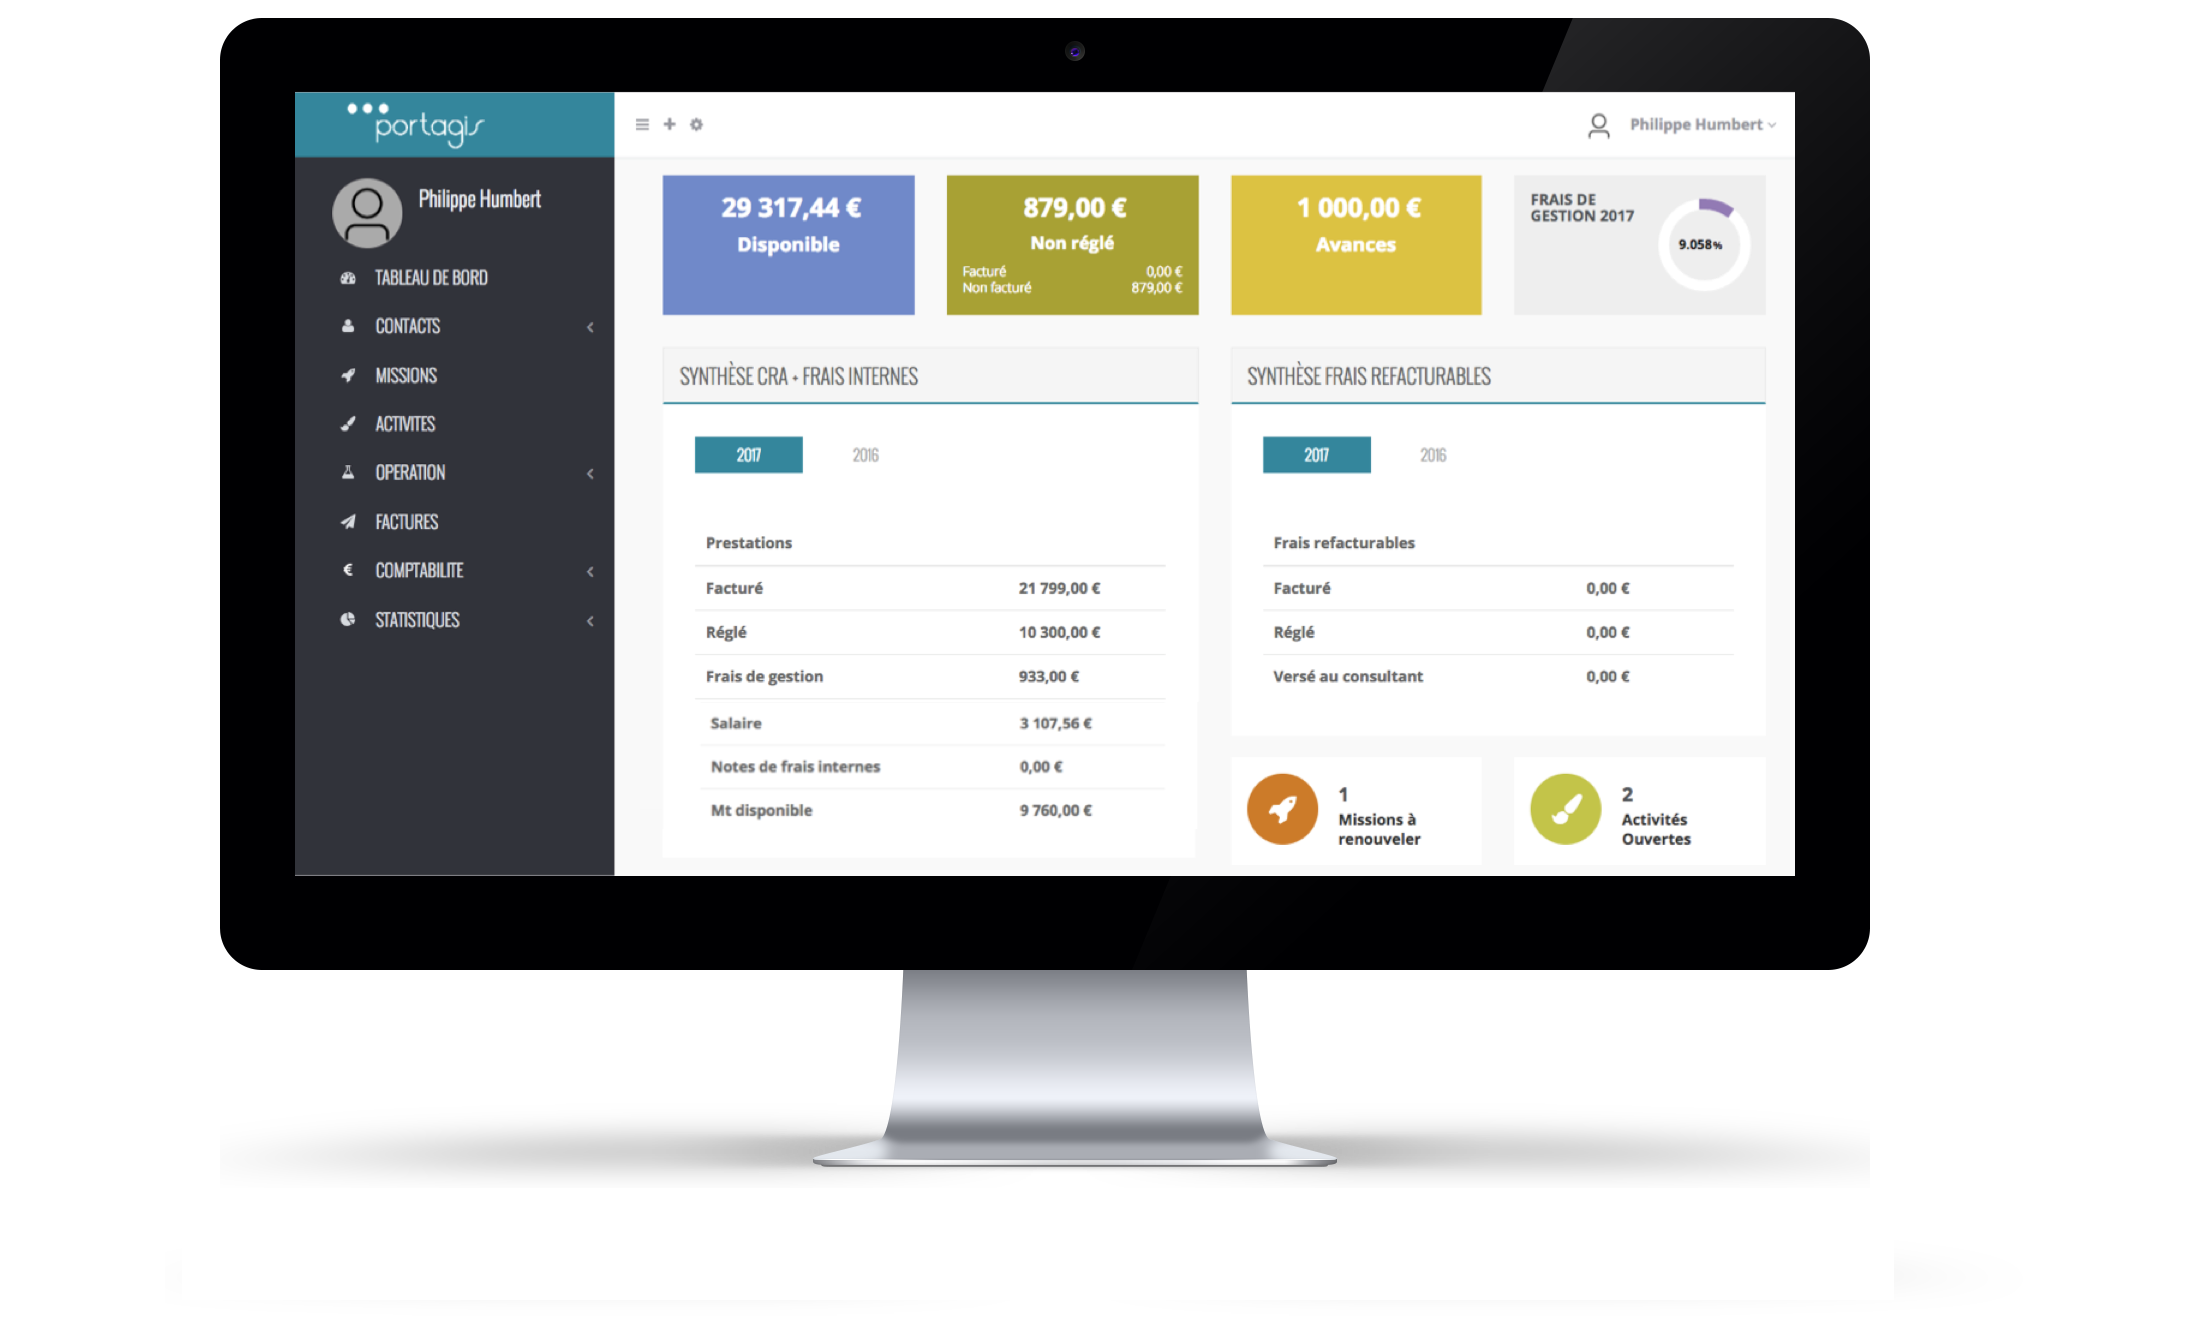 portagis
Philippe Humbert
Philippe Humbert
TABLEAU DE BORD
CONTACTS
MISSIONS
ACTIVITES
OPERATION
FACTURES
COMPTABILITE
STATISTIQUES
29 317,44 €
Disponible
879,00 €
Non réglé
Facturé 0,00 €
Non facturé 879,00 €
1 000,00 €
Avances
FRAIS DE
GESTION 2017
9.058%
SYNTHÈSE CRA + FRAIS INTERNES
2017 2016
Prestations
Facturé 21 799,00 €
Réglé 10 300,00 €
Frais de gestion 933,00 €
Salaire 3 107,56 €
Notes de frais internes 0,00 €
Mt disponible 9 760,00 €
SYNTHÈSE FRAIS REFACTURABLES
2017 2016
Frais refacturables
Facturé 0,00 €
Réglé 0,00 €
Versé au consultant 0,00 €
1
Missions à
renouveler
2
Activités
Ouvertes